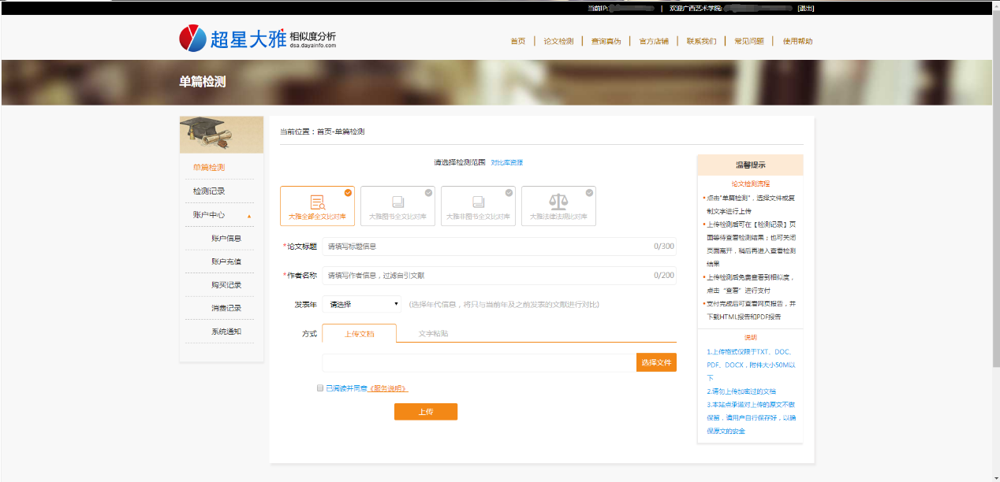 当前IP: | 欢迎广西艺术学院: [退出]
超星大雅 相似度分析
dsa.dayainfo.com
首页 | 论文检测 | 查询真伪 | 官方店铺 | 联系我们 | 常见问题 | 使用帮助
单篇检测
单篇检测
检测记录
账户中心
账户信息
账户充值
购买记录
消费记录
系统通知
当前位置：首页-单篇检测
请选择检测范围 对比库资源
大雅全部全文比对库
大雅图书全文比对库
大雅非图书全文比对库
大雅法律法规比对库
*论文标题 请填写标题信息 0/300
*作者名称 请填写作者信息，过滤自引文献 0/200
发表年 请选择 (选择年代信息，将只与当前年及之前发表的文献进行对比)
方式 上传文档 文字粘贴
选择文件
已阅读并同意《服务说明》
上传
温馨提示
论文检测流程
•点击"单篇检测"，选择文件或复
制文字进行上传
•上传检测后可在【检测记录】页
面等待查看检测结果；也可关闭
页面离开，稍后再进入查看检测
结果
•上传检测后免费查看到相似度，
点击“查看”进行支付
•支付完成后可查看网页报告，并
下载HTML报告和PDF报告
说明
1.上传格式仅限于TXT、DOC、
PDF、DOCX，附件大小50M以
下
2.请勿上传加密过的文档
3.本站点承诺对上传的原文不做
保留，请用户自行保存好，以确
保原文的安全